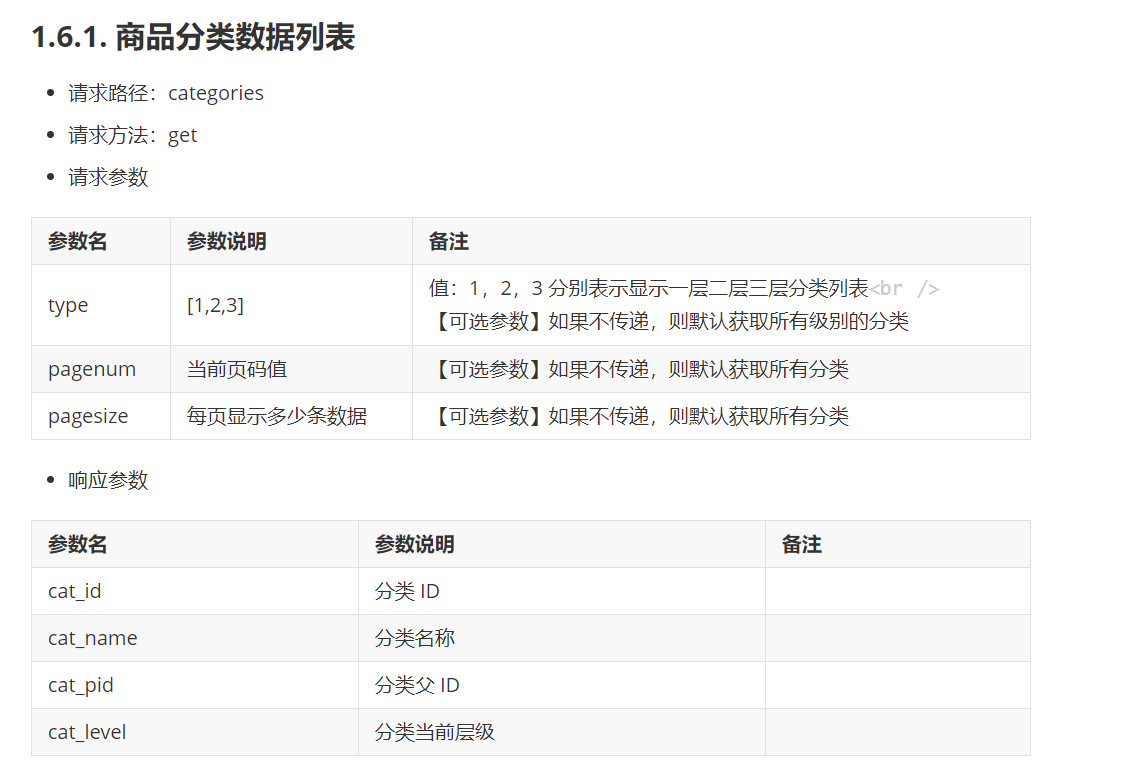 1.6.1. 商品分类数据列表
请求路径：categories
请求方法：get
请求参数
参数名 参数说明 备注
type [1,2,3] 值：1，2，3 分别表示显示一层二层三层分类列表<br />
【可选参数】如果不传递，则默认获取所有级别的分类
pagenum 当前页码值 【可选参数】如果不传递，则默认获取所有分类
pagesize 每页显示多少条数据 【可选参数】如果不传递，则默认获取所有分类
响应参数
参数名 参数说明 备注
cat_id 分类 ID
cat_name 分类名称
cat_pid 分类父 ID
cat_level 分类当前层级